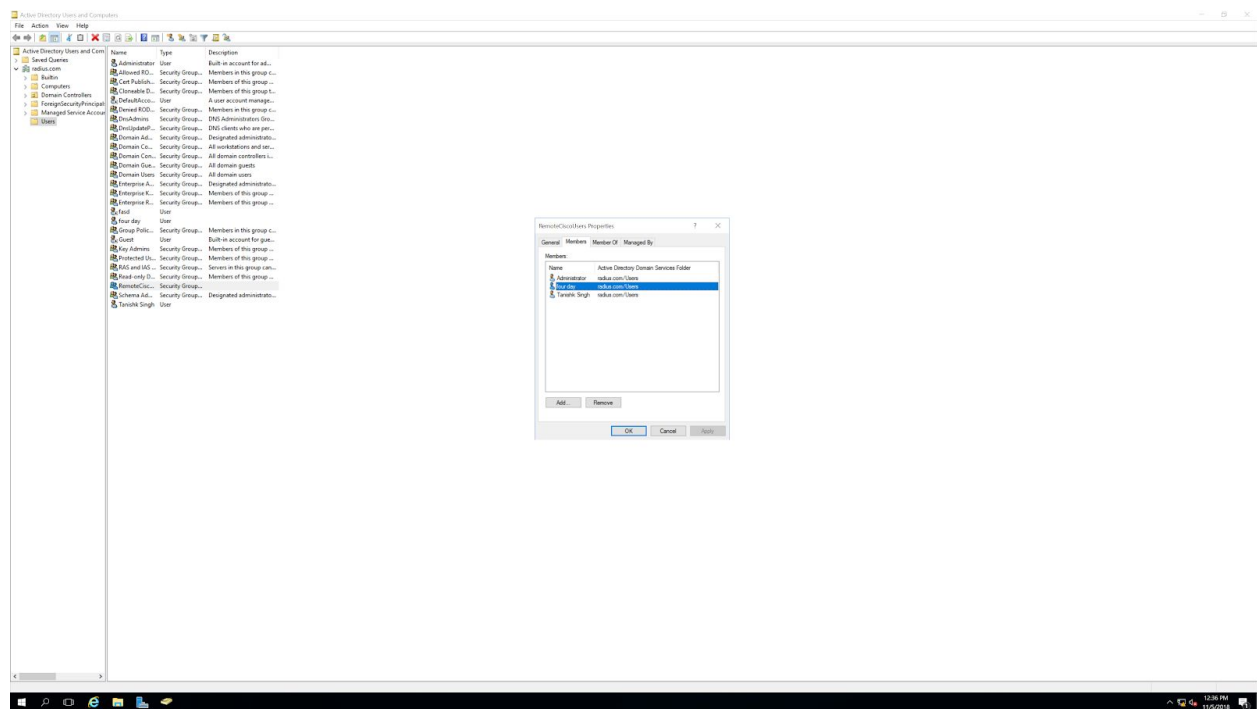 Active Directory Users and Computers
File Action View Help
Active Directory Users and Com
Saved Queries
radius.com
Builtin
Computers
Domain Controllers
ForeignSecurityPrincipals
Managed Service Accour
Users
Name Type Description
Administrator User Built-in account for ad...
Allowed RO... Security Group... Members in this group c...
Cert Publish... Security Group... Members of this group ...
Cloneable D... Security Group... Members of this group t...
DefaultAcco... User A user account manage...
Denied ROD... Security Group... Members in this group c...
DnsAdmins Security Group... DNS Administrators Gro...
DnsUpdateP... Security Group... DNS clients who are per...
Domain Ad... Security Group... Designated administrato...
Domain Co... Security Group... All workstations and ser...
Domain Con... Security Group... All domain controllers i...
Domain Gue... Security Group... All domain guests
Domain Users Security Group... All domain users
Enterprise A... Security Group... Designated administrato...
Enterprise K... Security Group... Members of this group ...
Enterprise R... Security Group... Members of this group ...
fasd User
four day User
Group Polic... Security Group... Members in this group c...
Guest User Built-in account for gue...
Key Admins Security Group... Members of this group ...
Protected Us... Security Group... Members of this group ...
RAS and IAS ... Security Group... Servers in this group can...
Read-only D... Security Group... Members of this group ...
RemoteCisc... Security Group...
Schema Ad... Security Group... Designated administrato...
Tanishk Singh User
RemoteCiscoUsers Properties ? ×
General Members Member Of Managed By
Members:
Name Active Directory Domain Services Folder
Administrator radius.com/Users
four day radius.com/Users
Tanishk Singh radius.com/Users
Add... Remove
OK Cancel Apply
12:36 PM
11/5/2018